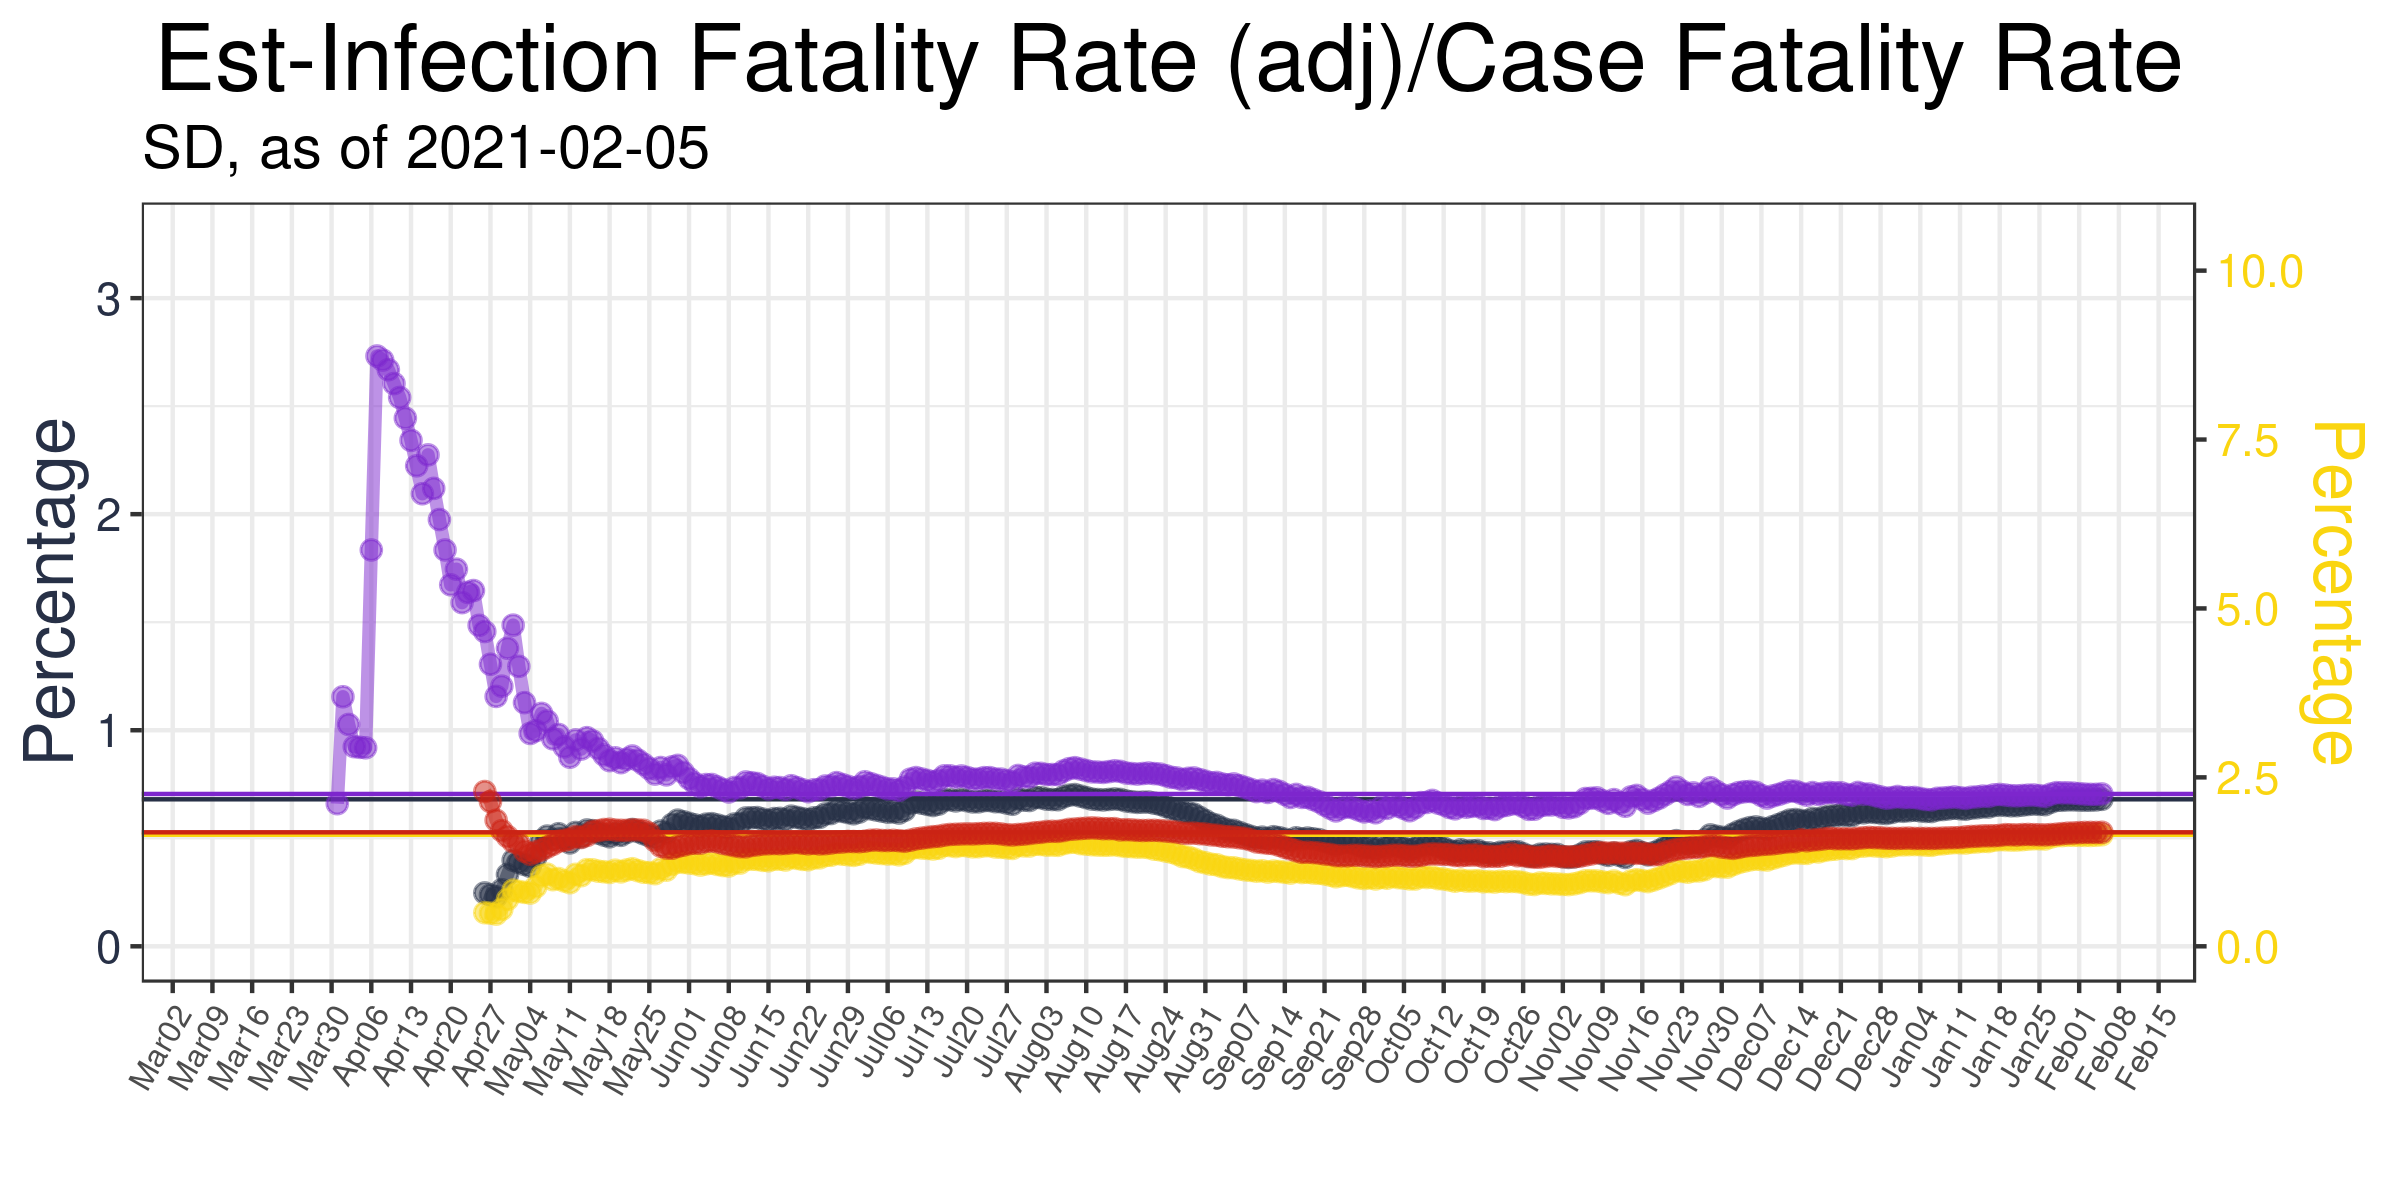 Est-Infection Fatality Rate (adj)/Case Fatality Rate
SD, as of 2021-02-05
Percentage
3
2
1
0
10.0
7.5
5.0
2.5
0.0
Percentage
Mar02
Mar09
Mar16
Mar23
Mar30
Apr06
Apr13
Apr20
Apr27
May04
May11
May18
May25
Jun01
Jun08
Jun15
Jun22
Jun29
Jul06
Jul13
Jul20
Jul27
Aug03
Aug10
Aug17
Aug24
Aug31
Sep07
Sep14
Sep21
Sep28
Oct05
Oct12
Oct19
Oct26
Nov02
Nov09
Nov16
Nov23
Nov30
Dec07
Dec14
Dec21
Dec28
Jan04
Jan11
Jan18
Jan25
Feb01
Feb08
Feb15